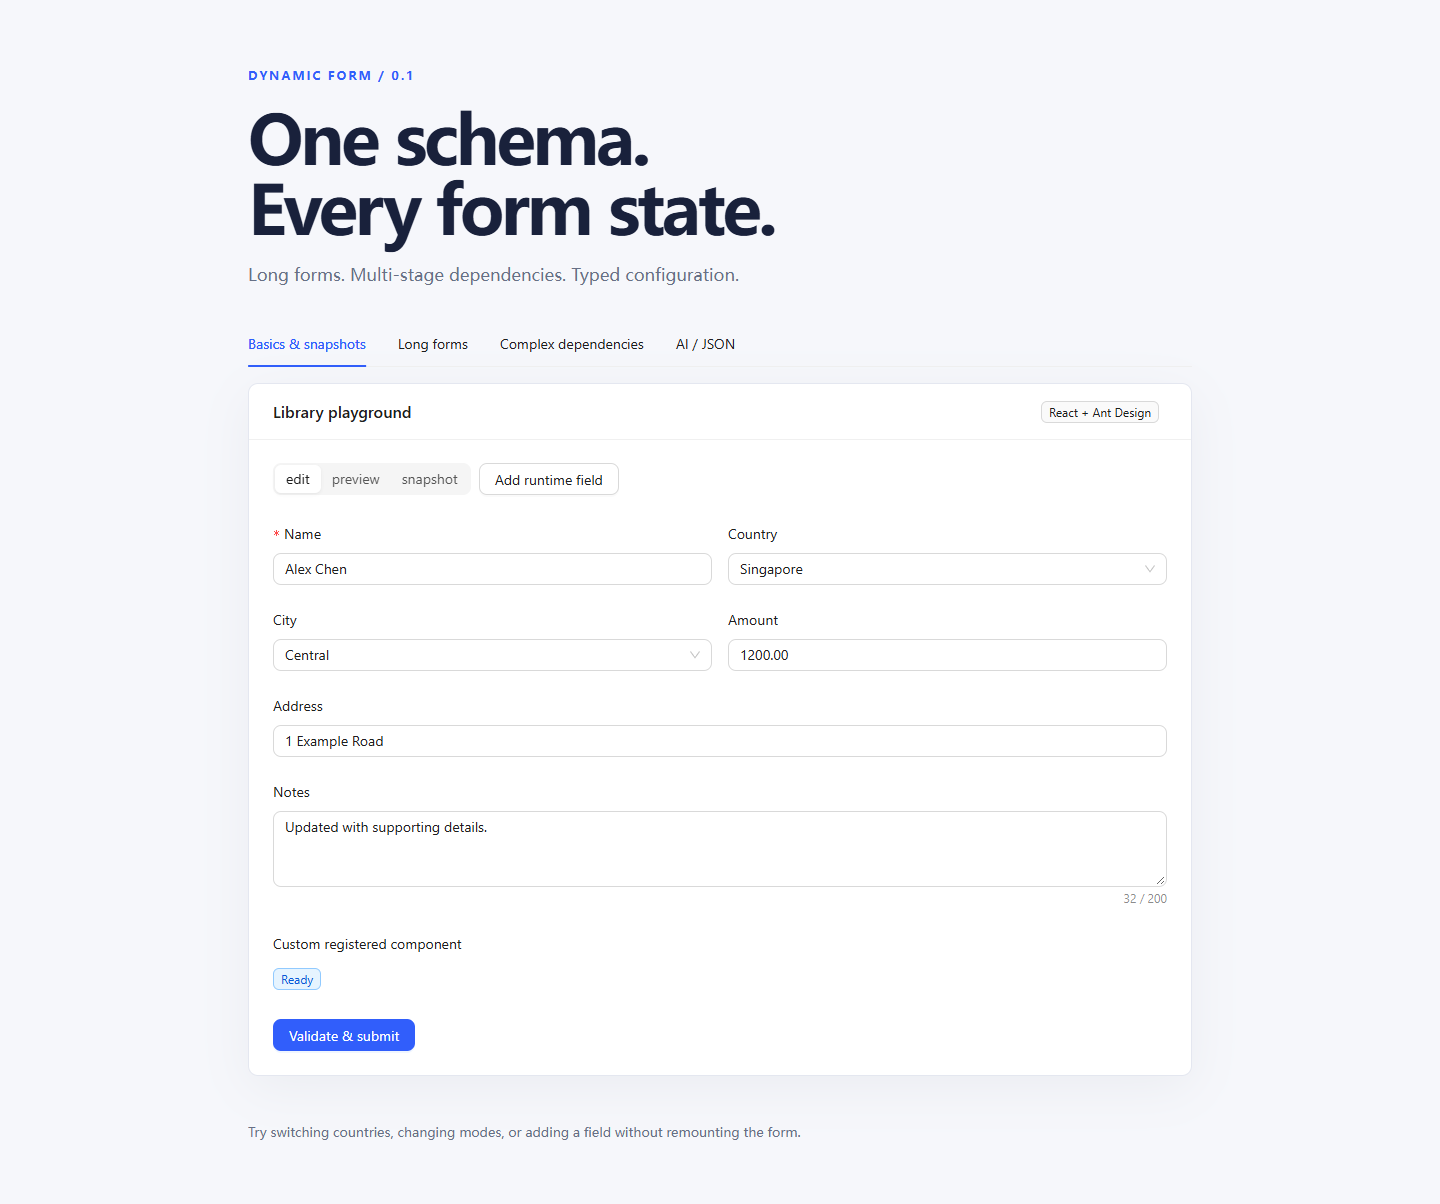 DYNAMIC FORM / 0.1
One schema.
Every form state.
Long forms. Multi-stage dependencies. Typed configuration.
Basics & snapshots Long forms Complex dependencies AI / JSON
Library playground React + Ant Design
edit preview snapshot Add runtime field
* Name Country
Alex Chen Singapore
City Amount
Central 1200.00
Address
1 Example Road
Notes
Updated with supporting details.
32 / 200
Custom registered component
Ready
Validate & submit
Try switching countries, changing modes, or adding a field without remounting the form.